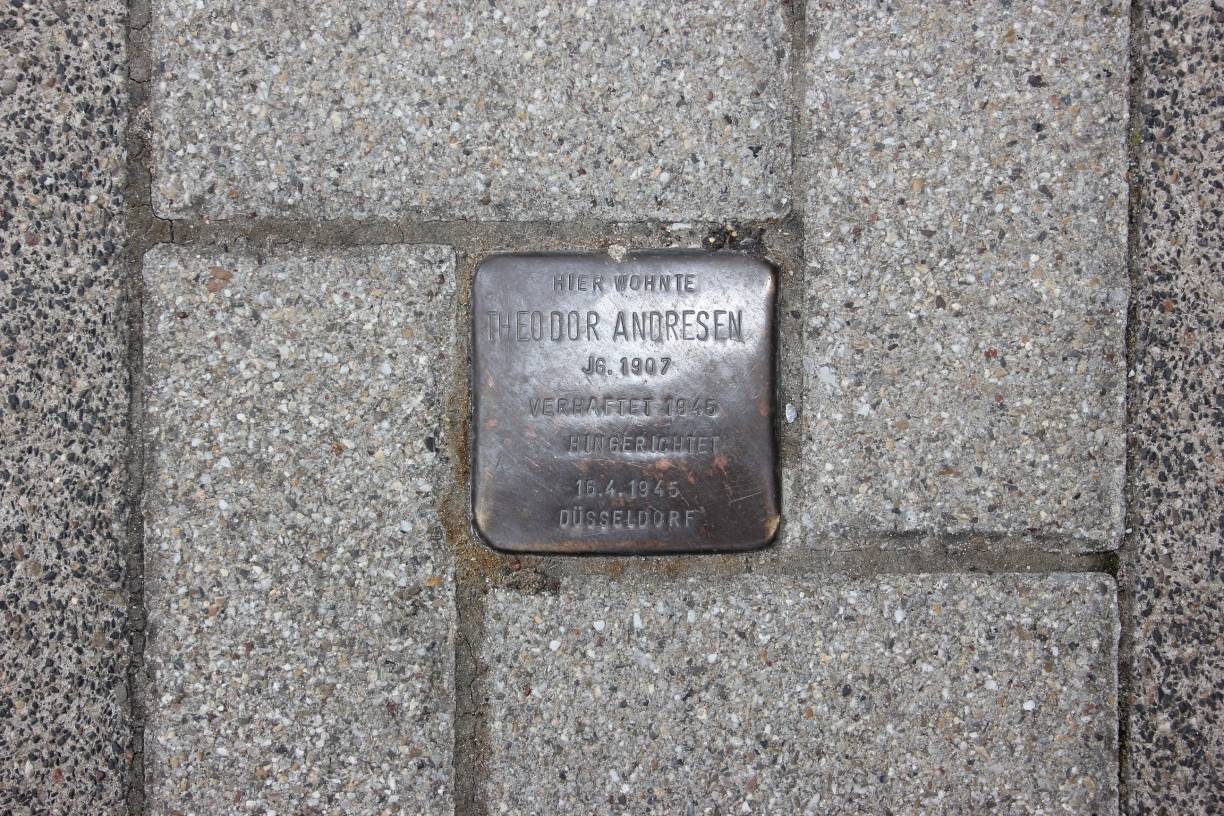 HIER WOHNTE
THEODOR ANDRESEN
JG. 1907
VERHAFTET 1945
HINGERICHTET
16.4.1945
DÜSSELDORF